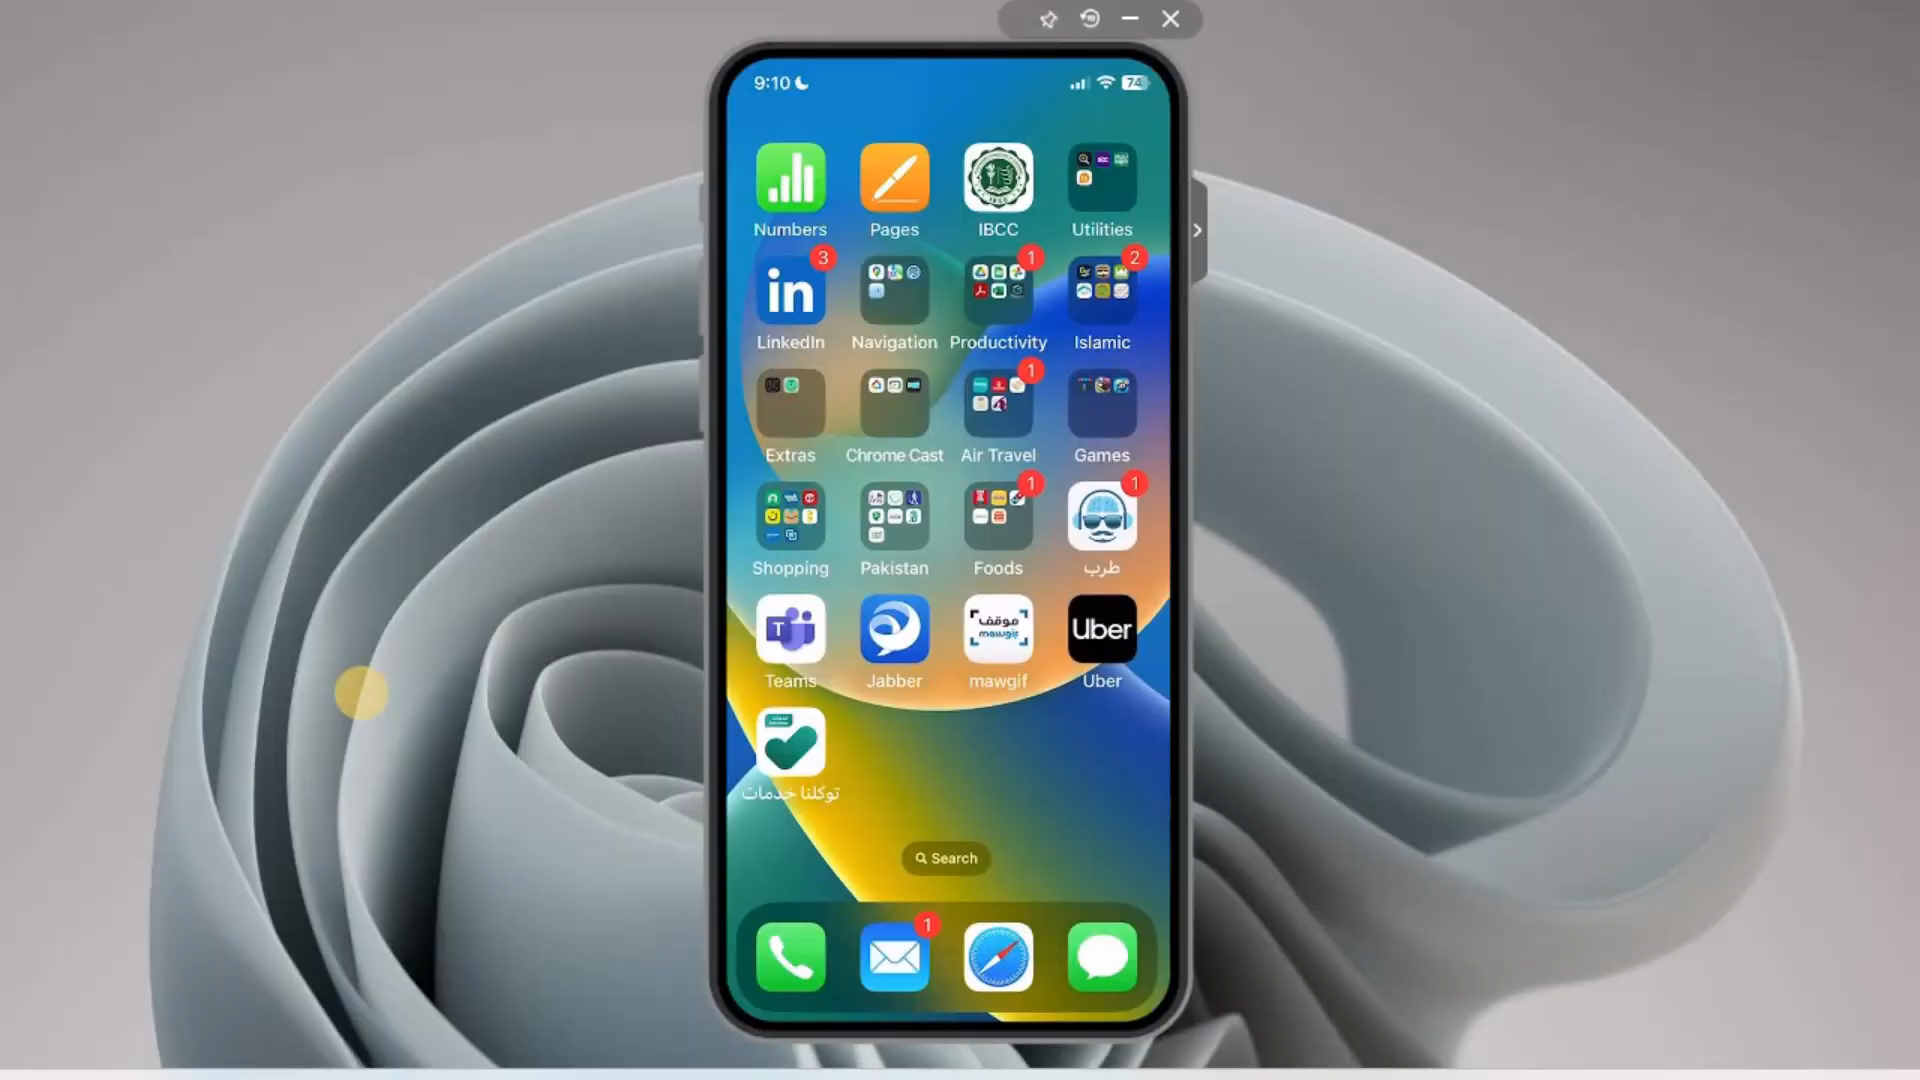 9:10
74
Numbers
Pages
IBCC
Utilities
3
1
2
in
LinkedIn
Navigation
Productivity
Islamic
1
Extras
Chrome Cast
Air Travel
Games
1
1
Shopping
Pakistan
Foods
طرب
T
موقف
mawgif
Uber
Teams
Jabber
mawgif
Uber
توكلنا خدمات
Search
1